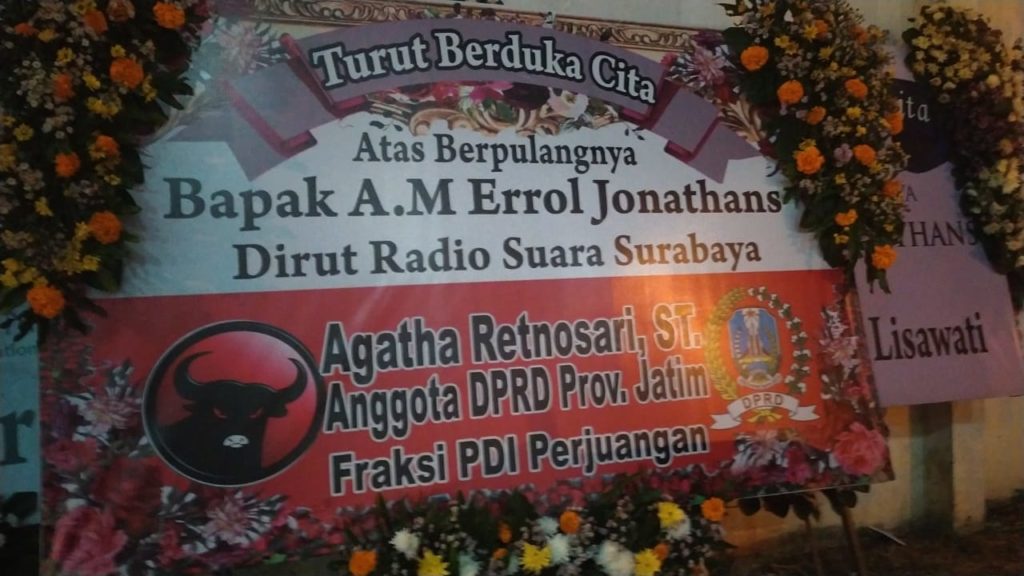 Turut Berduka Cita
Atas Berpulangnya
Bapak A.M Errol Jonathans
Dirut Radio Suara Surabaya
Agatha Retnosari, ST.
Anggota DPRD Prov. Jatim
Fraksi PDI Perjuangan
DPRD
Lisawati